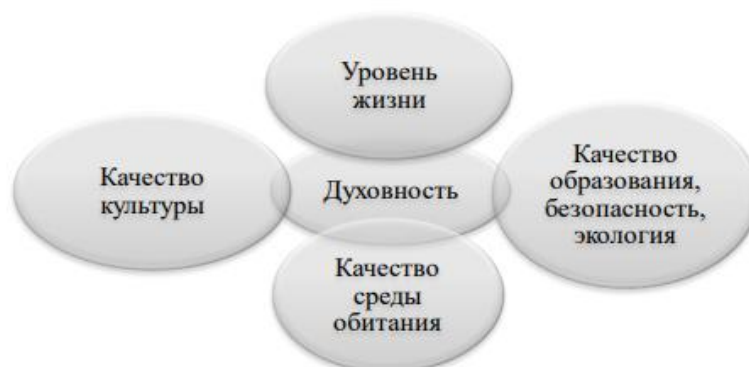 Уровень
жизни
Качество
культуры
Духовность
Качество
образования,
безопасность,
экология
Качество
среды
обитания